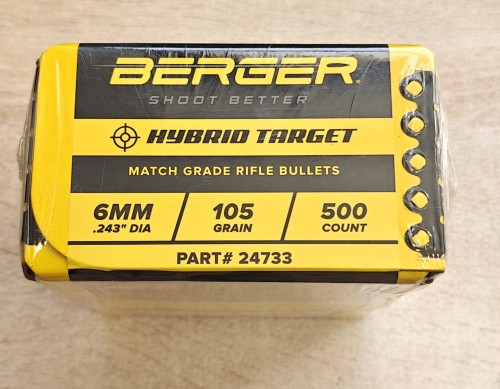 BERGER
SHOOT BETTER
HYBRID TARGET
MATCH GRADE RIFLE BULLETS
6MM 105 500
.243" DIA GRAIN COUNT
PART# 24733